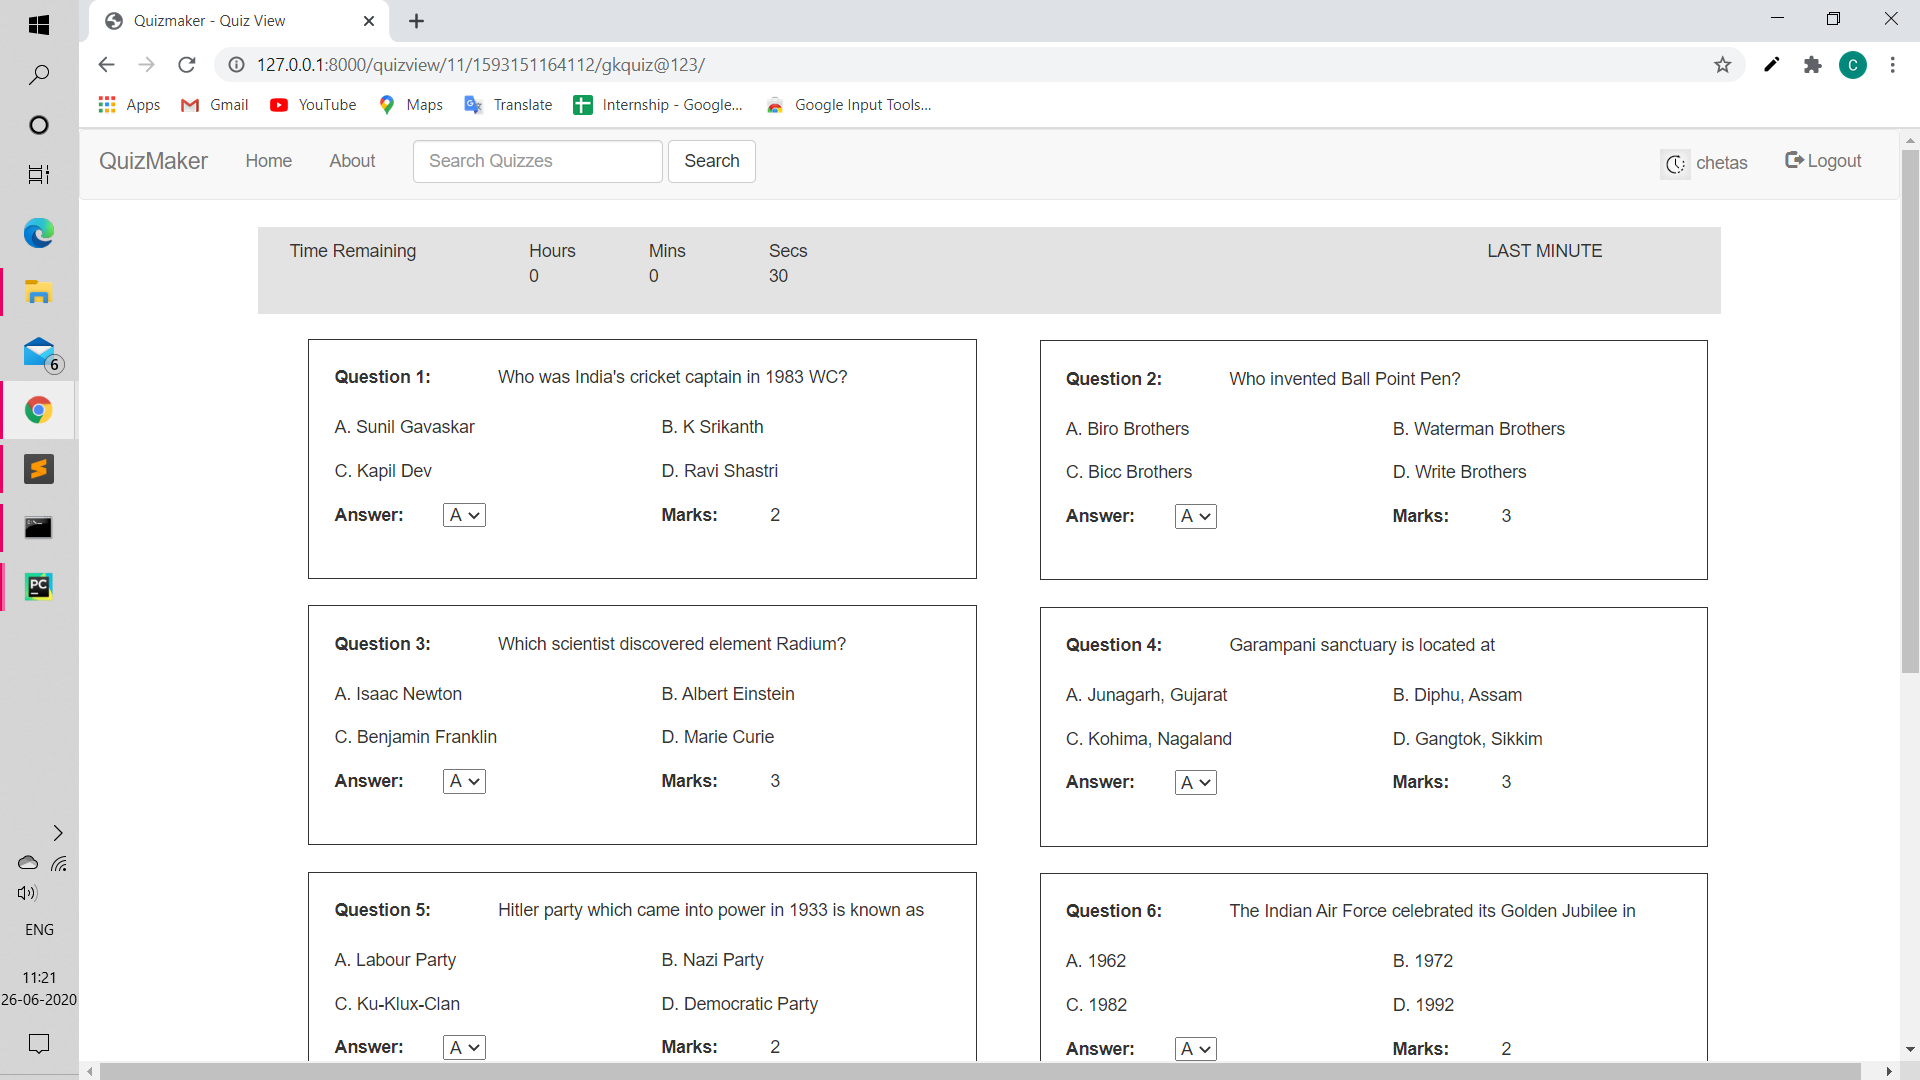 Quizmaker - Quiz View
127.0.0.1:8000/quizview/11/1593151164112/gkquiz@123/
C
Apps Gmail YouTube Maps Translate Internship - Google... Google Input Tools...
QuizMaker Home About Search Quizzes Search chetas Logout
Time Remaining Hours Mins Secs LAST MINUTE
0 0 30
Question 1: Who was India's cricket captain in 1983 WC?
A. Sunil Gavaskar B. K Srikanth
C. Kapil Dev D. Ravi Shastri
Answer: A Marks: 2
Question 2: Who invented Ball Point Pen?
A. Biro Brothers B. Waterman Brothers
C. Bicc Brothers D. Write Brothers
Answer: A Marks: 3
Question 3: Which scientist discovered element Radium?
A. Isaac Newton B. Albert Einstein
C. Benjamin Franklin D. Marie Curie
Answer: A Marks: 3
Question 4: Garampani sanctuary is located at
A. Junagarh, Gujarat B. Diphu, Assam
C. Kohima, Nagaland D. Gangtok, Sikkim
Answer: A Marks: 3
Question 5: Hitler party which came into power in 1933 is known as
A. Labour Party B. Nazi Party
C. Ku-Klux-Clan D. Democratic Party
Answer: A Marks: 2
Question 6: The Indian Air Force celebrated its Golden Jubilee in
A. 1962 B. 1972
C. 1982 D. 1992
Answer: A Marks: 2
6
PC
ENG
11:21
26-06-2020